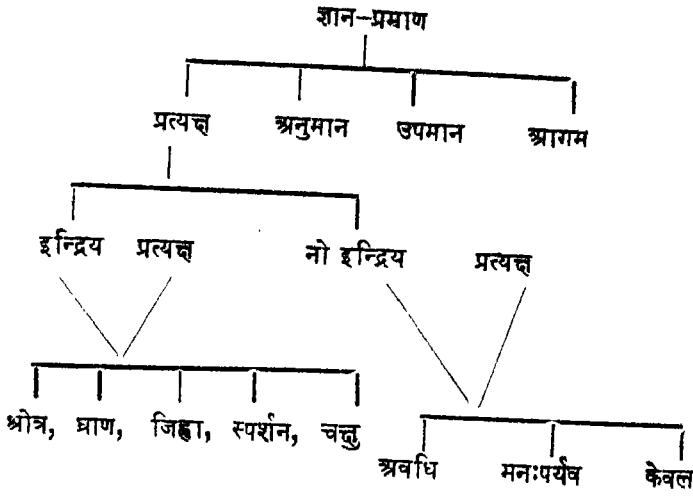 ज्ञान-प्रमाण
प्रत्यक्ष अनुमान उपमान आगम
इन्द्रिय प्रत्यक्ष नो इन्द्रिय प्रत्यक्ष
श्रोत्र, घ्राण, जिह्वा, स्पर्शन, चक्षु
अवधि मनःपर्यव केवल